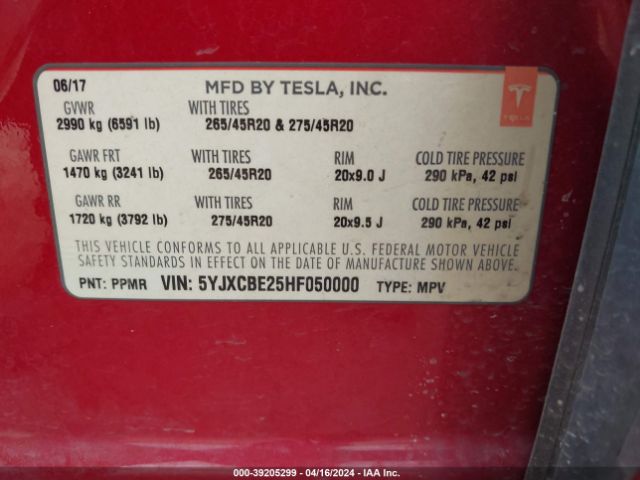 06/17 MFD BY TESLA, INC.
TESLA
GVWR WITH TIRES
2990 kg (6591 lb) 265/45R20 & 275/45R20
GAWR FRT WITH TIRES RIM COLD TIRE PRESSURE
1470 kg (3241 lb) 265/45R20 20x9.0 J 290 kPa, 42 psi
GAWR RR WITH TIRES RIM COLD TIRE PRESSURE
1720 kg (3792 lb) 275/45R20 20x9.5 J 290 kPa, 42 psi
THIS VEHICLE CONFORMS TO ALL APPLICABLE U.S. FEDERAL MOTOR VEHICLE
SAFETY STANDARDS IN EFFECT ON THE DATE OF MANUFACTURE SHOWN ABOVE.
PNT: PPMR VIN: 5YJXCBE25HF050000 TYPE: MPV
000-39205299 - 04/16/2024 - IAA Inc.